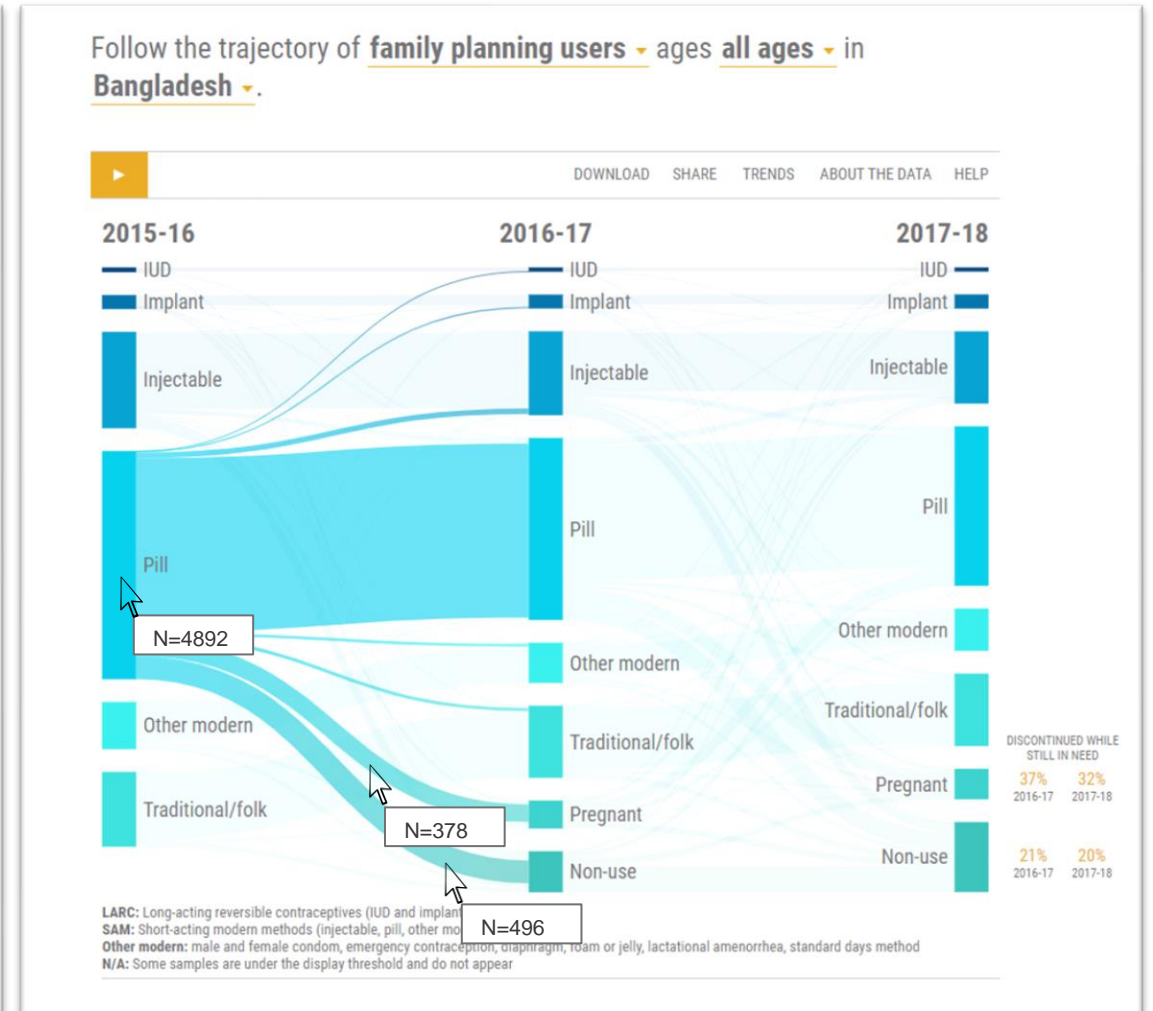 Follow the trajectory of family planning users ages all ages in
Bangladesh .
DOWNLOAD SHARE TRENDS ABOUT THE DATA HELP
2015-16 2016-17 2017-18
IUD IUD IUD
Implant Implant Implant
Injectable Injectable Injectable
Pill Pill Pill
N=4892
Other modern Other modern Other modern
Traditional/folk Traditional/folk Traditional/folk
DISCONTINUED WHILE
STILL IN NEED
Pregnant Pregnant
37% 32%
2016-17 2017-18
N=378
Non-use Non-use
21% 20%
2016-17 2017-18
LARC: Long-acting reversible contraceptives (IUD and implant
N=496
SAM: Short-acting modern methods (injectable, pill, other mo
Other modern: male and female condom, emergency contraception, diaphragm, foam or jelly, lactational amenorrhea, standard days method
N/A: Some samples are under the display threshold and do not appear